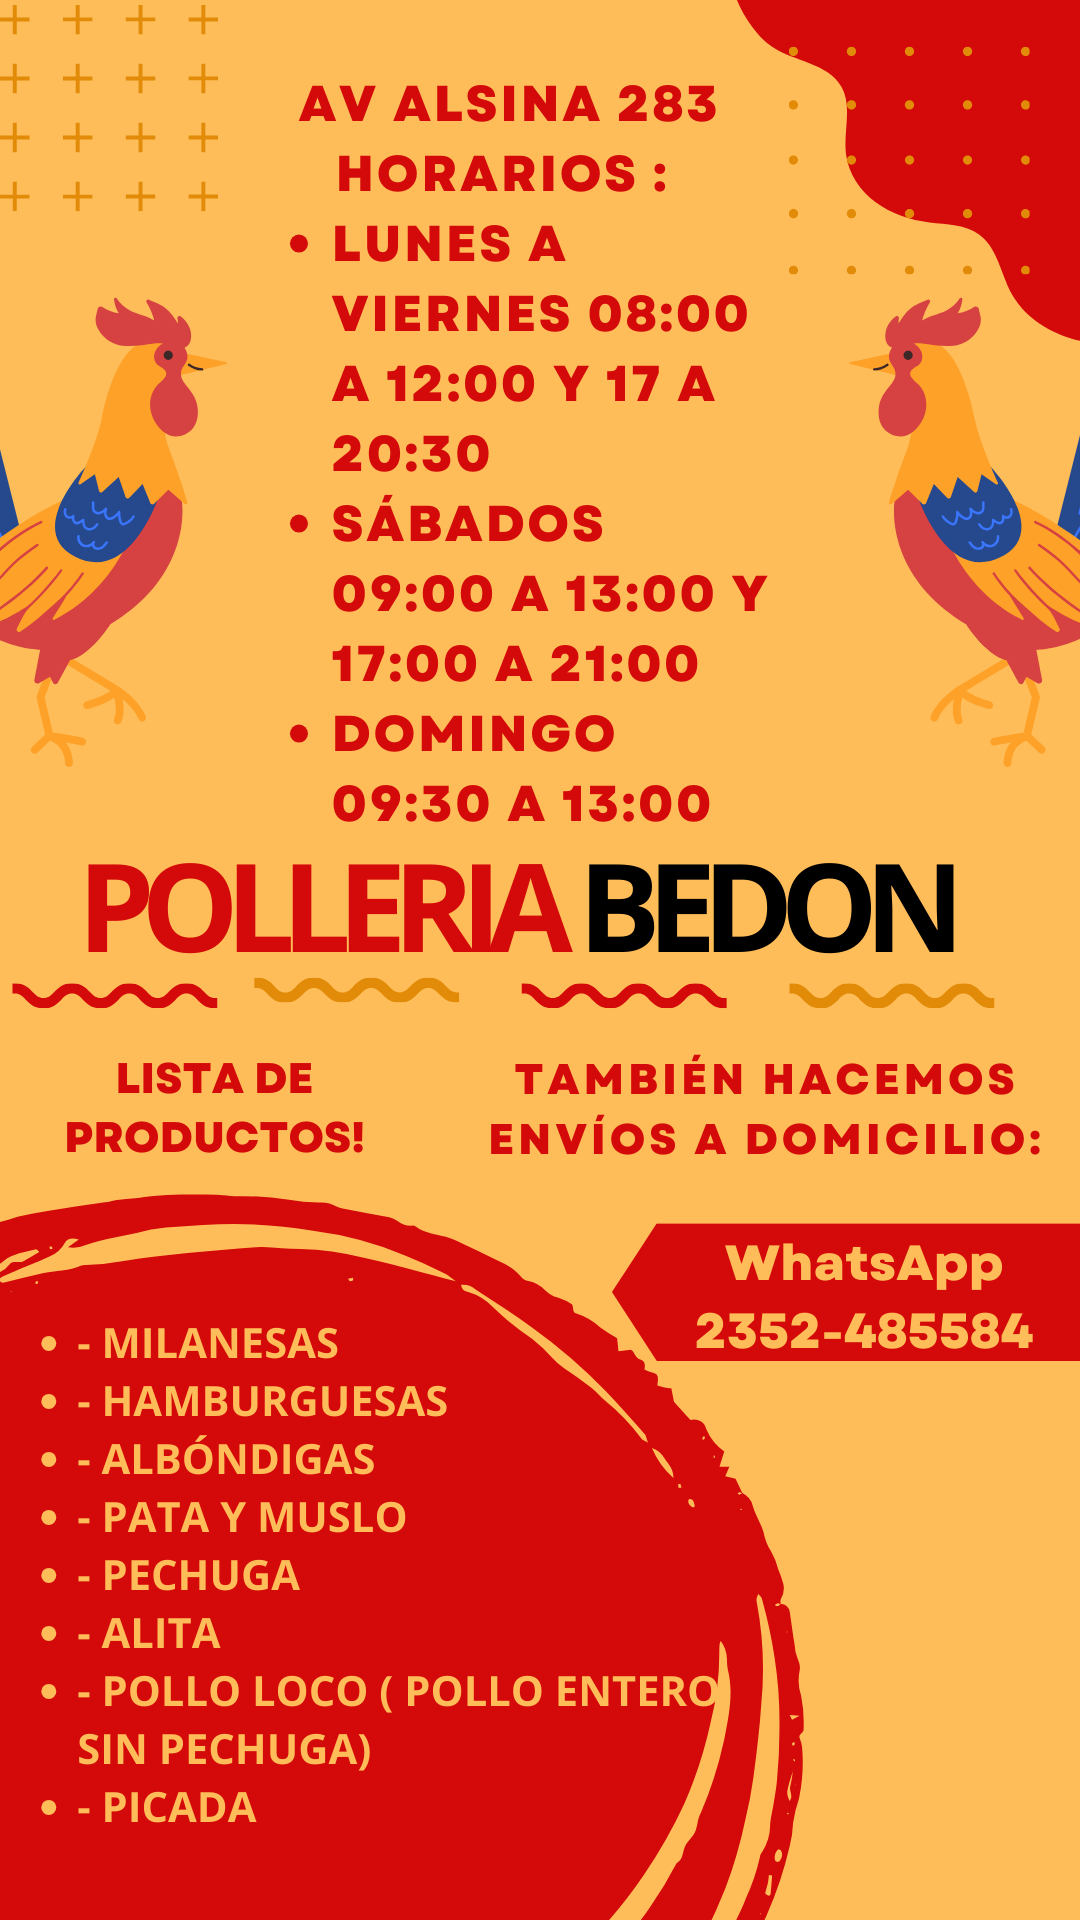 AV ALSINA 283
HORARIOS :
• LUNES A
VIERNES 08:00
A 12:00 Y 17 A
20:30
• SÁBADOS
09:00 A 13:00 Y
17:00 A 21:00
• DOMINGO
09:30 A 13:00
POLLERIA BEDON
LISTA DE
PRODUCTOS!
TAMBIÉN HACEMOS
ENVÍOS A DOMICILIO:
WhatsApp
2352-485584
• - MILANESAS
• - HAMBURGUESAS
• - ALBÓNDIGAS
• - PATA Y MUSLO
• - PECHUGA
• - ALITA
• - POLLO LOCO ( POLLO ENTERO
SIN PECHUGA)
• - PICADA